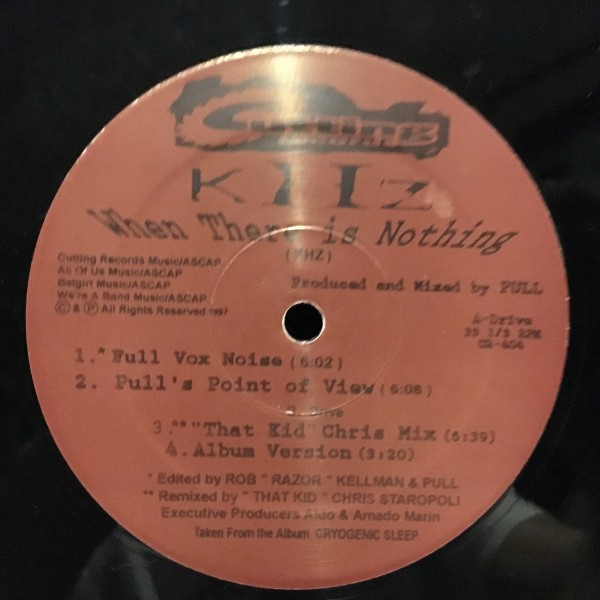 Cutting
KHz
When There is Nothing
(KHZ)
Cutting Records Music/ASCAP
All Of Us Music/ASCAP
Batgirl Music/ASCAP
We're A Band Music/ASCAP
© & Ⓟ All Rights Reserved 1997
Produced and Mixed by PULL
A-Drive
33 1/3 RPM
1.* Full Vox Noise (6:02)
2. Pull's Point of View (6:08)
Drive
3.** "That Kid" Chris Mix (6:39)
4. Album Version (3:20)
* Edited by ROB " RAZOR " KELLMAN & PULL
** Remixed by " THAT KID " CHRIS STAROPOLI
Executive Producers Aldo & Amado Marin
Taken From the Album CRYOGENIC SLEEP